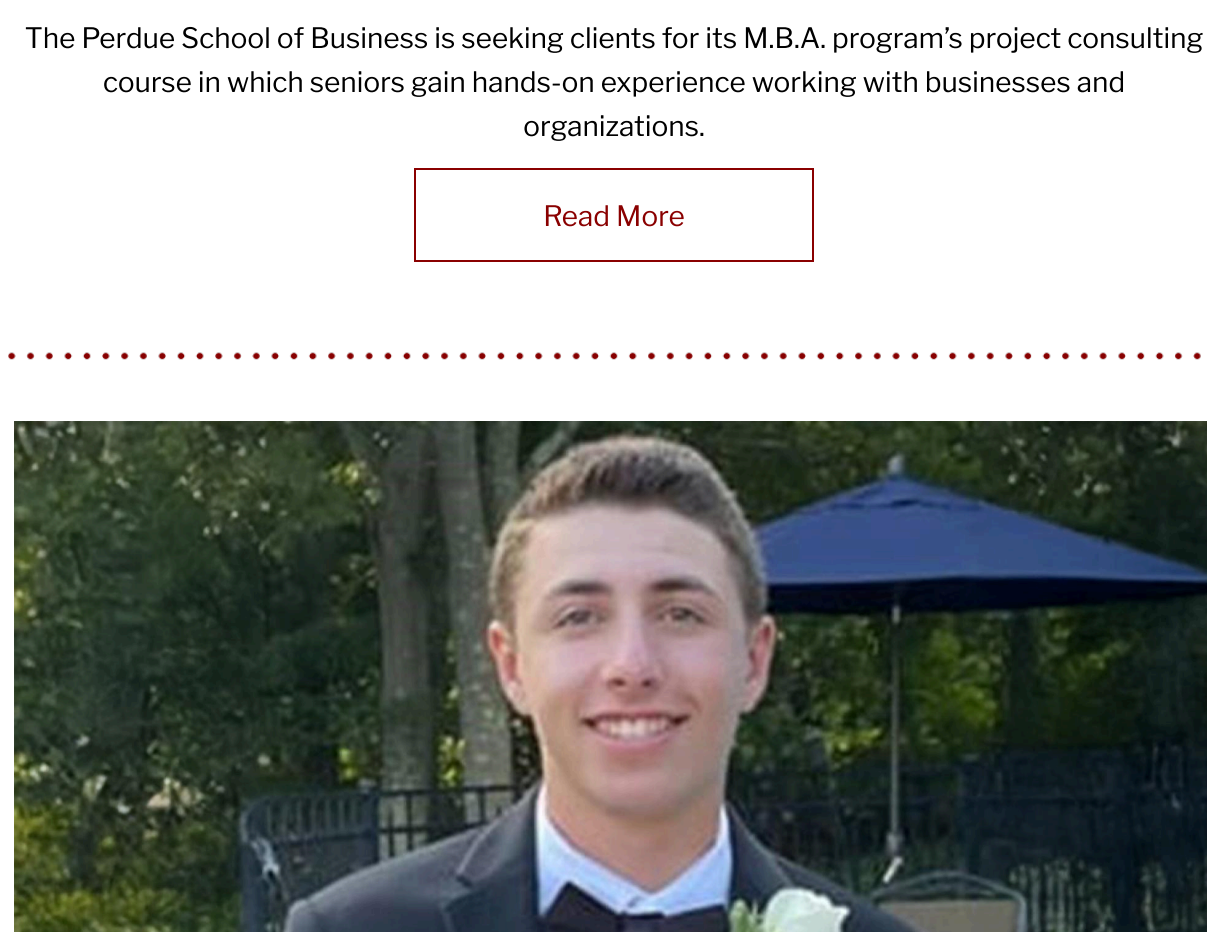 The Perdue School of Business is seeking clients for its M.B.A. program’s project consulting
course in which seniors gain hands-on experience working with businesses and
organizations.
Read More